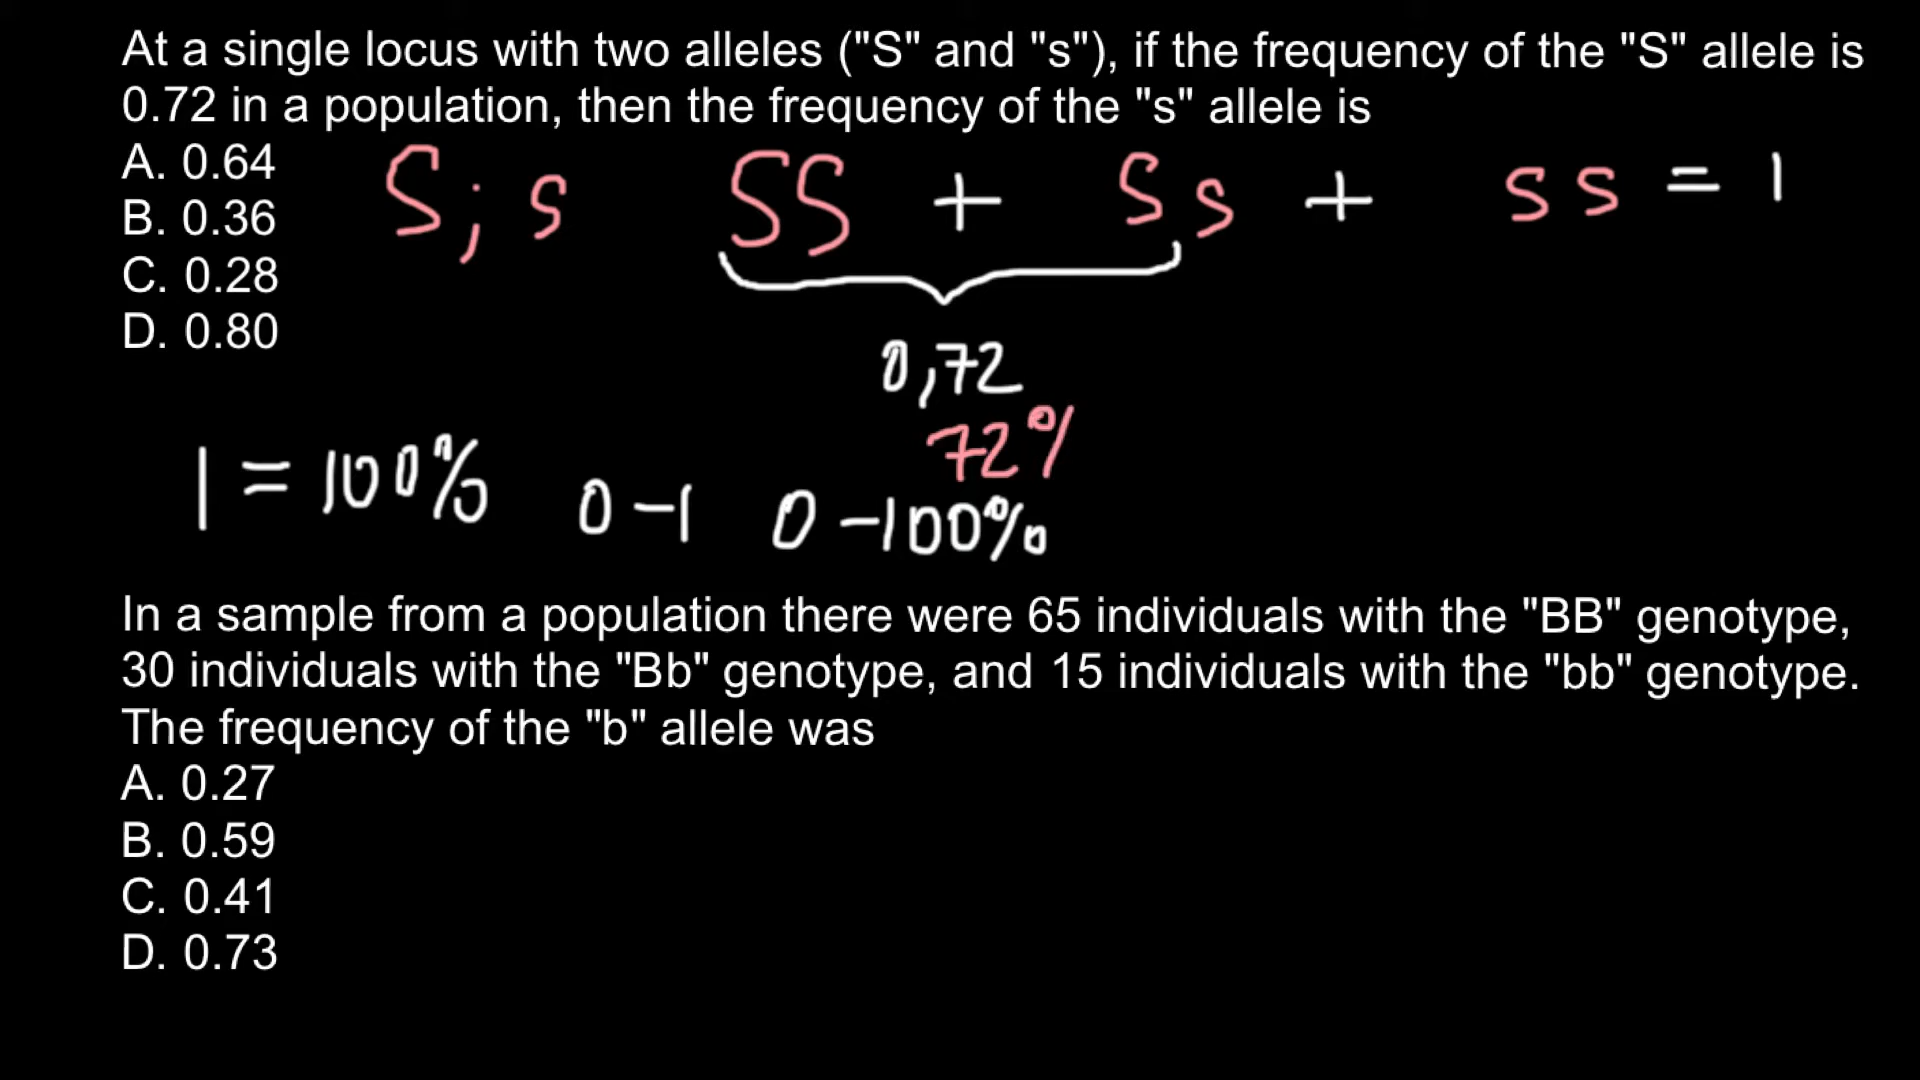 At a single locus with two alleles ("S" and "s"), if the frequency of the "S" allele is
0.72 in a population, then the frequency of the "s" allele is
A. 0.64
B. 0.36
C. 0.28
D. 0.80
S; s SS + Ss + ss = 1
0,72
72%
1 = 100% 0-1 0-100%
In a sample from a population there were 65 individuals with the "BB" genotype,
30 individuals with the "Bb" genotype, and 15 individuals with the "bb" genotype.
The frequency of the "b" allele was
A. 0.27
B. 0.59
C. 0.41
D. 0.73